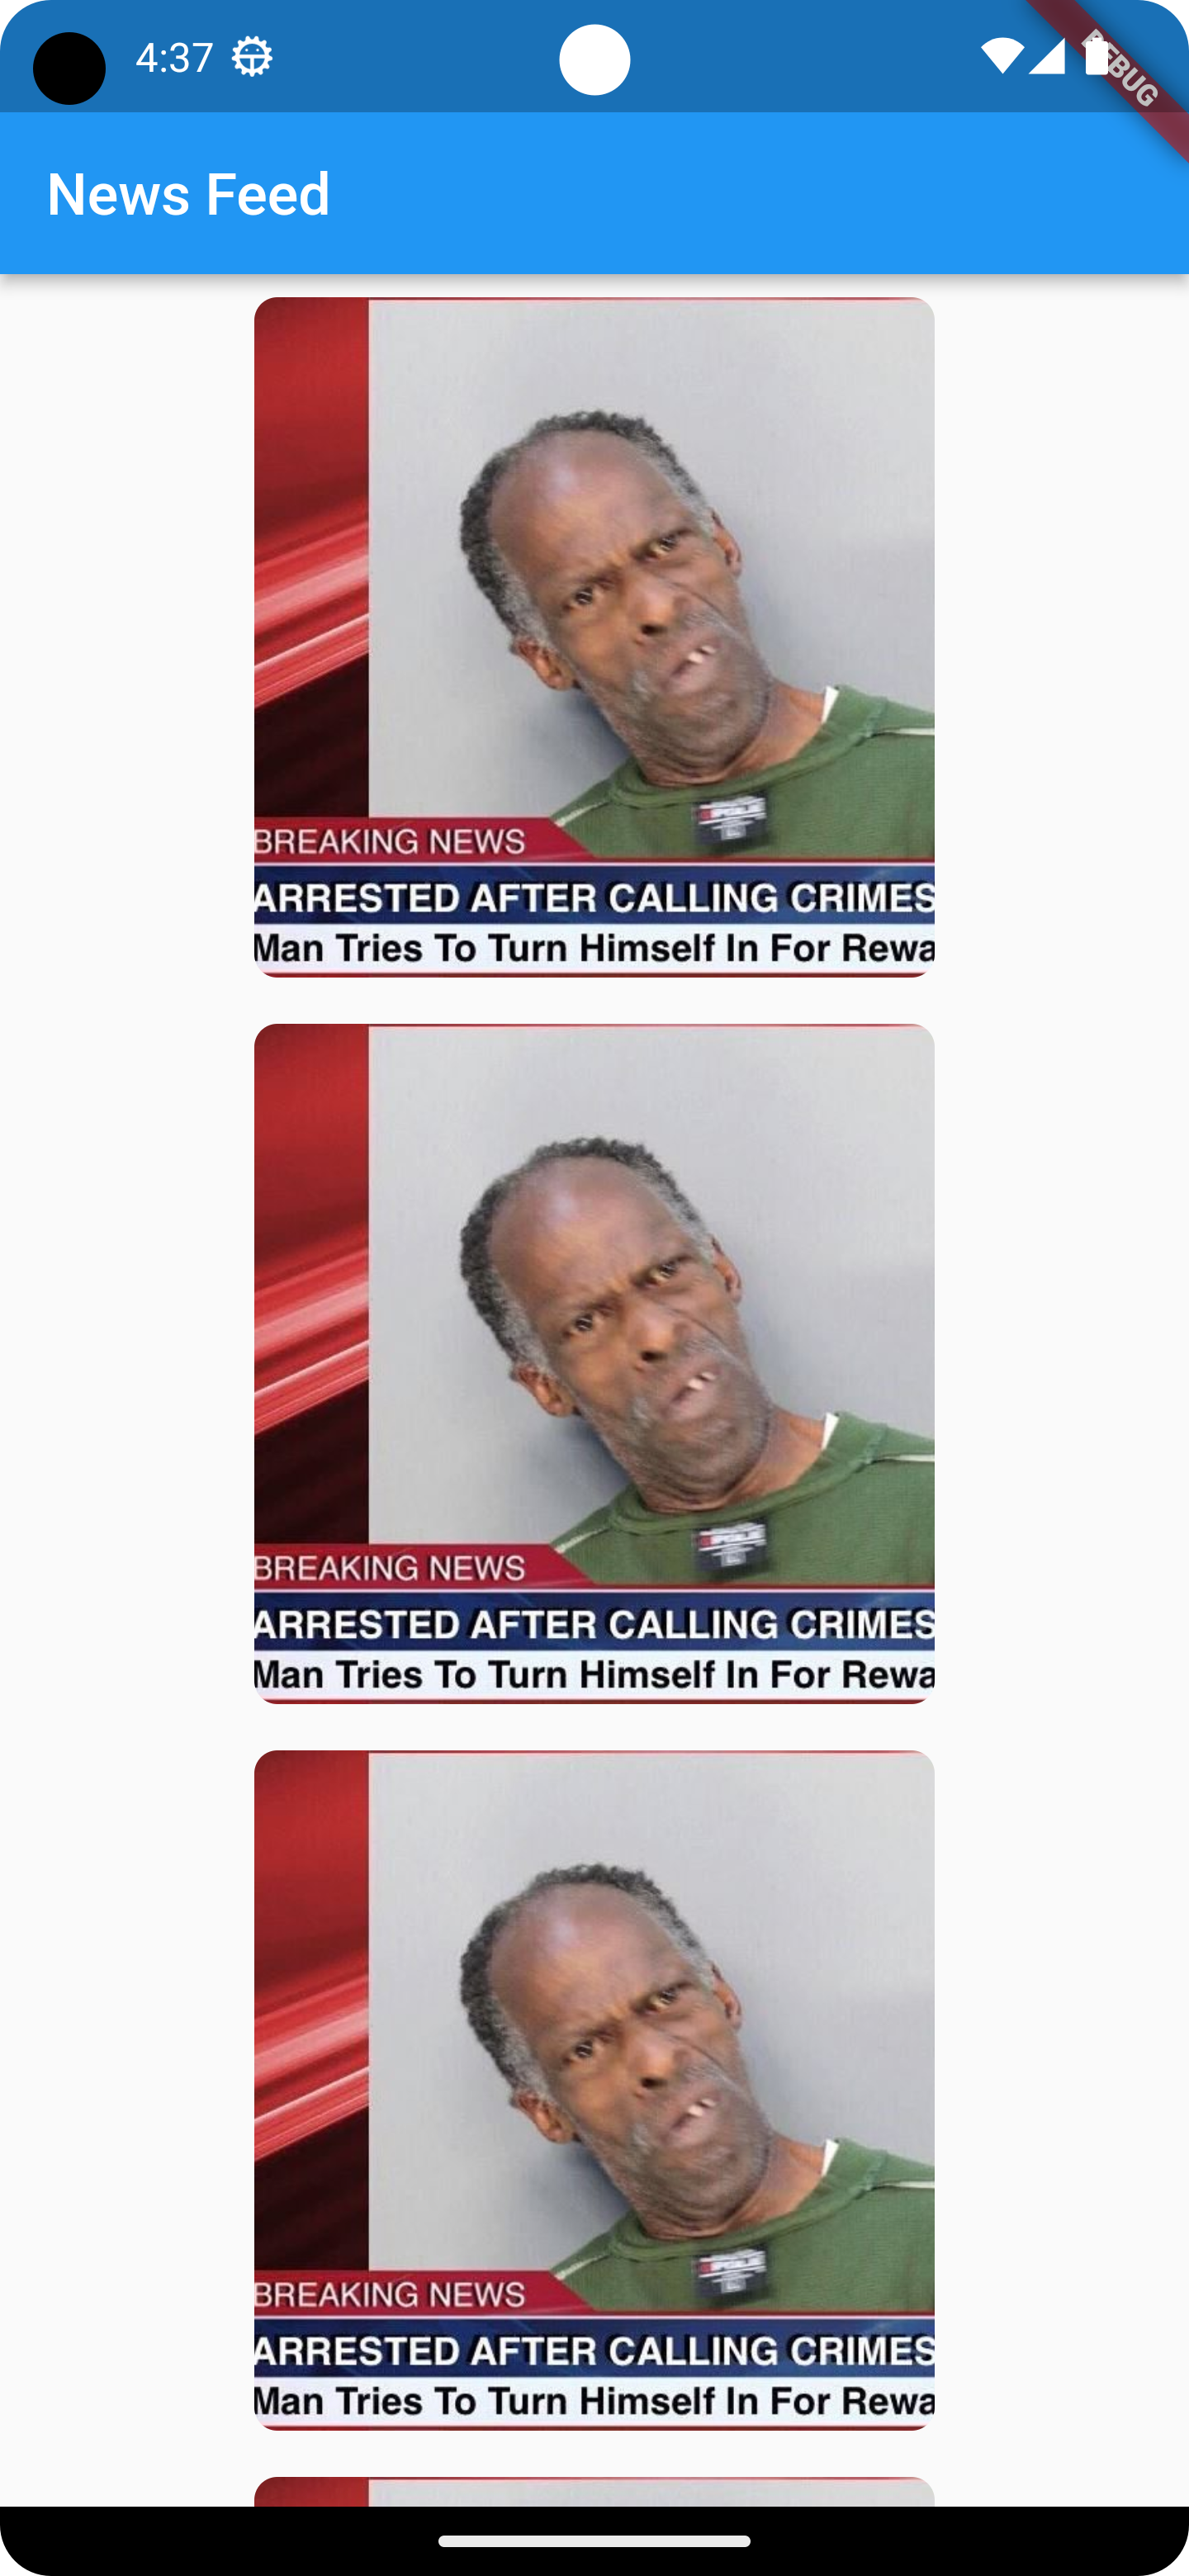 4:37
DEBUG
News Feed
BREAKING NEWS
ARRESTED AFTER CALLING CRIMES
Man Tries To Turn Himself In For Rewa
BREAKING NEWS
ARRESTED AFTER CALLING CRIMES
Man Tries To Turn Himself In For Rewa
BREAKING NEWS
ARRESTED AFTER CALLING CRIMES
Man Tries To Turn Himself In For Rewa